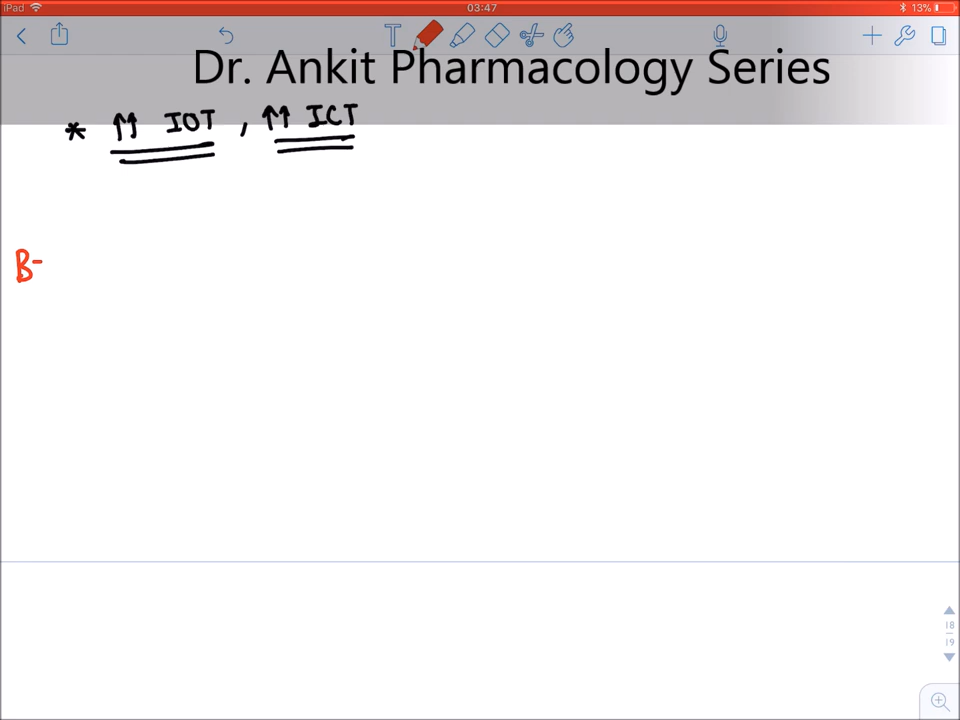 iPad 03:47 13%
T
Dr. Ankit Pharmacology Series
* ↑↑ IOT , ↑↑ ICT
B-
18
19